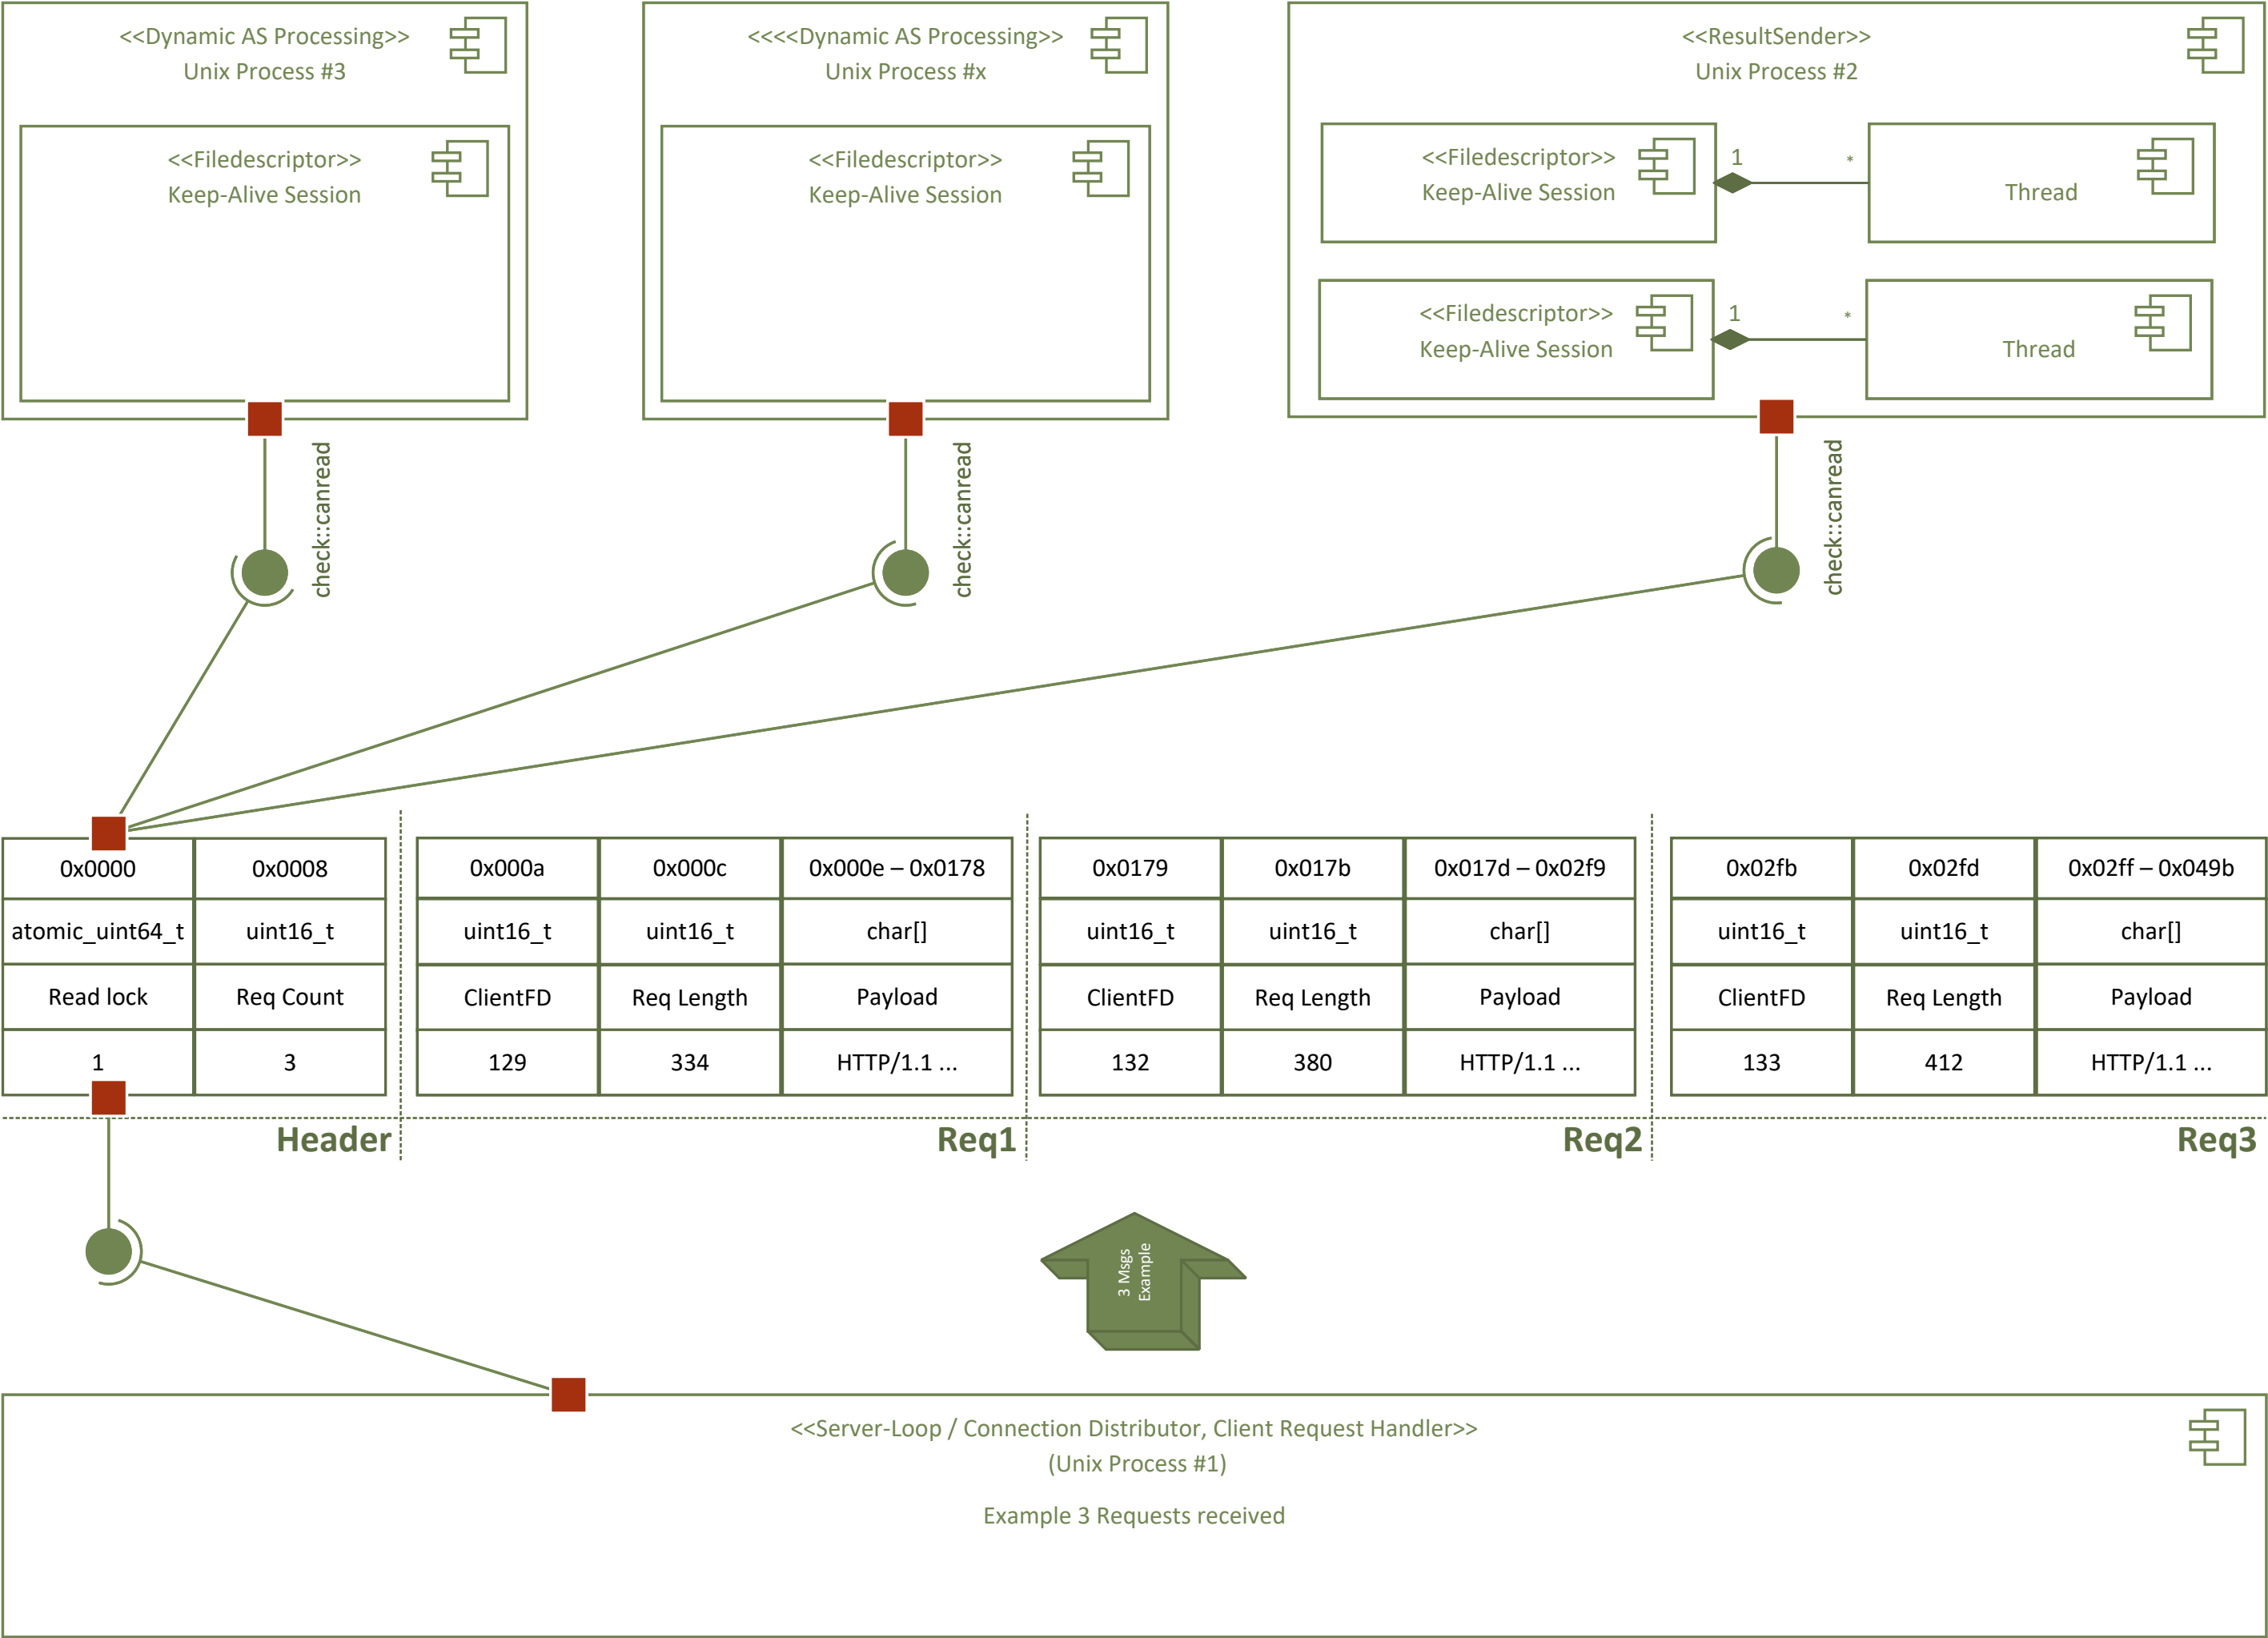 <<Dynamic AS Processing>>
Unix Process #3
<<Filedescriptor>>
Keep-Alive Session
<<<<Dynamic AS Processing>>
Unix Process #x
<<Filedescriptor>>
Keep-Alive Session
<<ResultSender>>
Unix Process #2
<<Filedescriptor>>
Keep-Alive Session
1
*
Thread
<<Filedescriptor>>
Keep-Alive Session
1
*
Thread
check::canread
check::canread
check::canread
0x0000 0x0008 0x000a 0x000c 0x000e – 0x0178 0x0179 0x017b 0x017d – 0x02f9 0x02fb 0x02fd 0x02ff – 0x049b
atomic_uint64_t uint16_t uint16_t uint16_t char[] uint16_t uint16_t char[] uint16_t uint16_t char[]
Read lock Req Count ClientFD Req Length Payload ClientFD Req Length Payload ClientFD Req Length Payload
1 3 129 334 HTTP/1.1 ... 132 380 HTTP/1.1 ... 133 412 HTTP/1.1 ...
Header Req1 Req2 Req3
3 Msgs
Example
<<Server-Loop / Connection Distributor, Client Request Handler>>
(Unix Process #1)
Example 3 Requests received